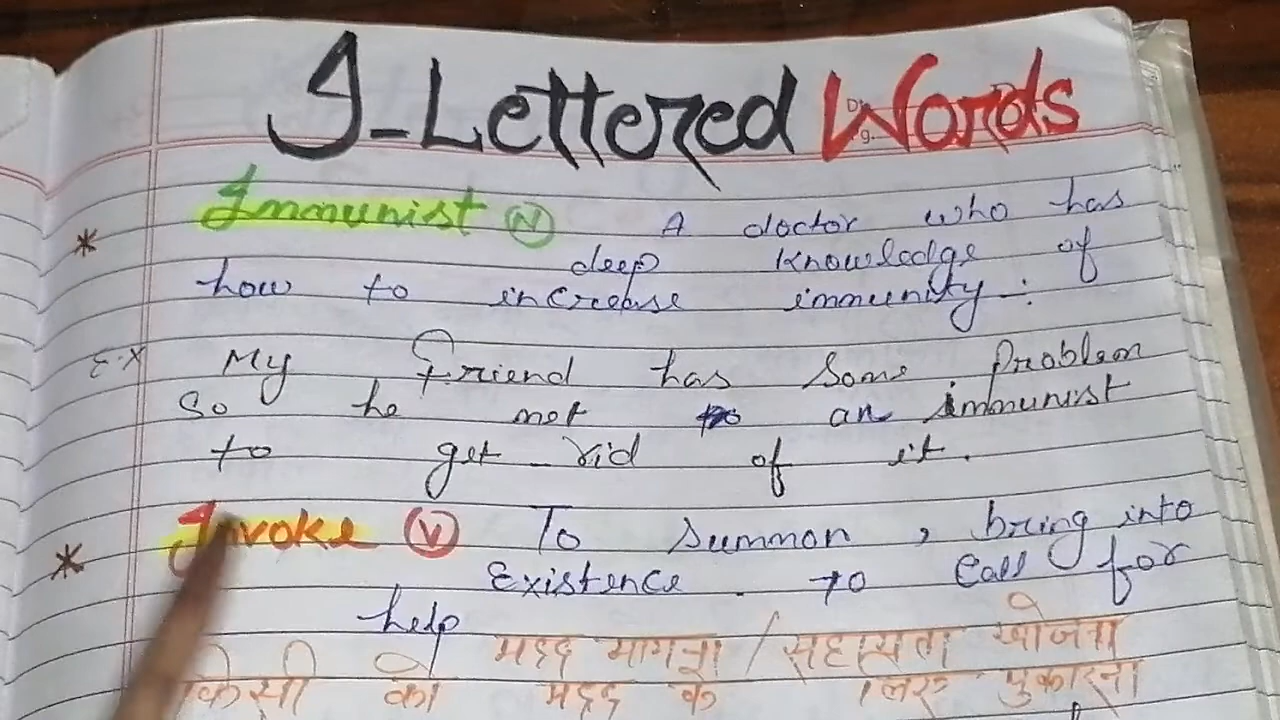 I-Lettered Words
* Immunist (N) A doctor who has
deep knowledge of
how to increase immunity :
Ex My friend has some problem
So he met an immunist
to get rid of it.
* Invoke (V) To summon , bring into
Existence . to call for
help
मदद मागना / सहायता खोजना
किसी को मदद के लिए पुकारना